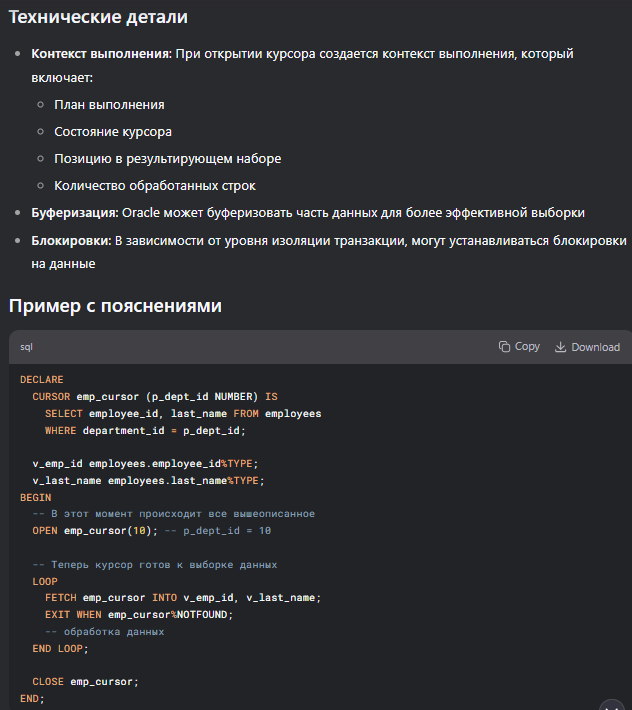 Технические детали
Контекст выполнения: При открытии курсора создается контекст выполнения, который
включает:
План выполнения
Состояние курсора
Позицию в результирующем наборе
Количество обработанных строк
Буферизация: Oracle может буферизовать часть данных для более эффективной выборки
Блокировки: В зависимости от уровня изоляции транзакции, могут устанавливаться блокировки
на данные
Пример с пояснениями
sql Copy Download
DECLARE
  CURSOR emp_cursor (p_dept_id NUMBER) IS
    SELECT employee_id, last_name FROM employees
    WHERE department_id = p_dept_id;

  v_emp_id employees.employee_id%TYPE;
  v_last_name employees.last_name%TYPE;
BEGIN
  -- В этот момент происходит все вышеописанное
  OPEN emp_cursor(10); -- p_dept_id = 10

  -- Теперь курсор готов к выборке данных
  LOOP
    FETCH emp_cursor INTO v_emp_id, v_last_name;
    EXIT WHEN emp_cursor%NOTFOUND;
    -- обработка данных
  END LOOP;

  CLOSE emp_cursor;
END;